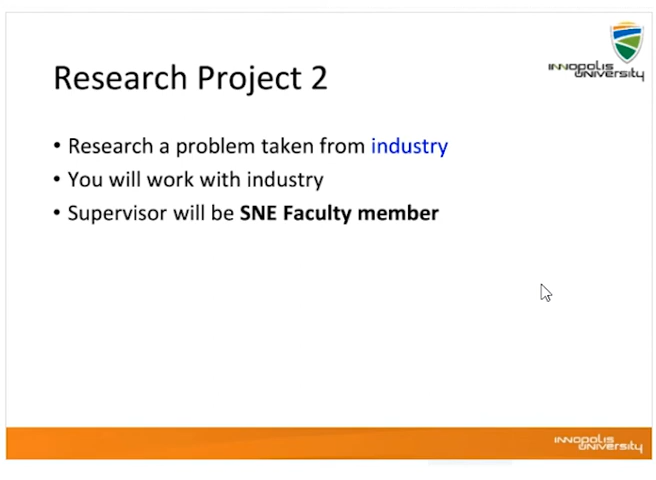 Research Project 2
INNOPOLIS
UNIVERSITY
• Research a problem taken from industry
• You will work with industry
• Supervisor will be SNE Faculty member
INNOPOLIS
UNIVERSITY